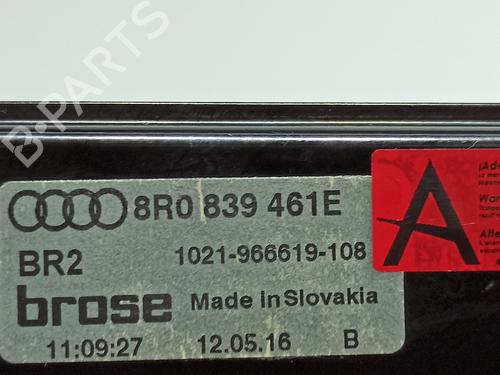 B-PARTS
8R0 839 461E
BR2 1021-966619-108
brose Made in Slovakia
11:09:27 12.05.16 B
A